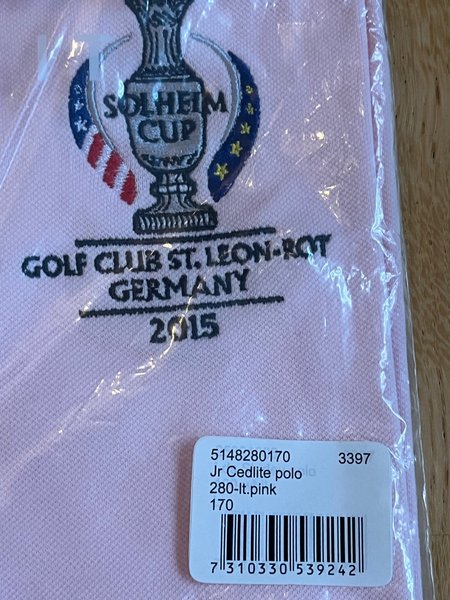 SOLHEIM
CUP
GOLF CLUB ST. LEON-ROT
GERMANY
2015
5148280170 3397
Jr Cedlite polo
280-lt.pink
170
7 310330 539242